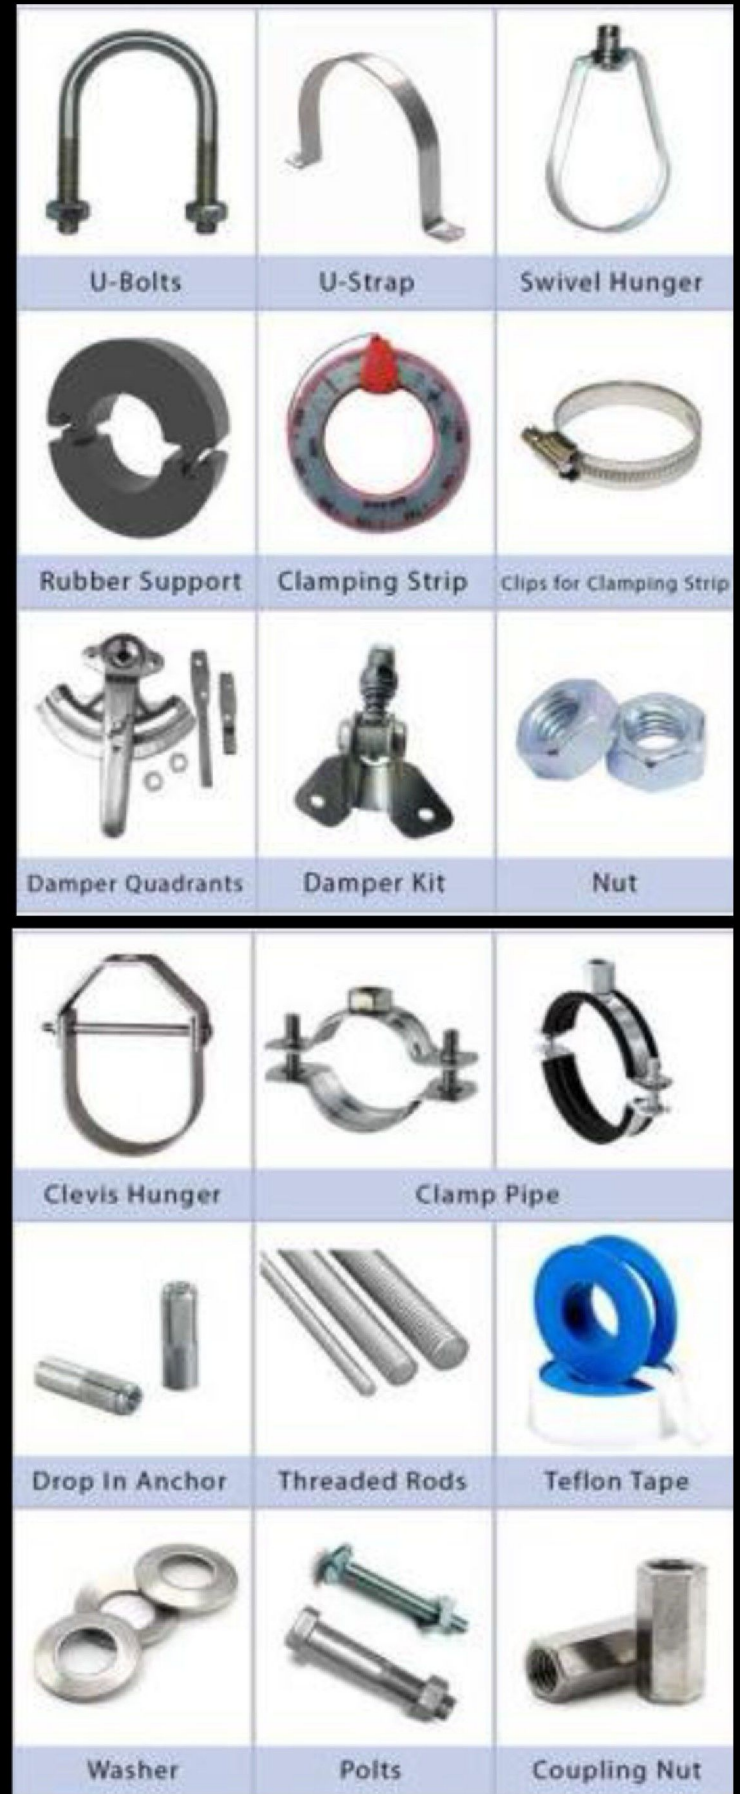 U-Bolts
U-Strap
Swivel Hunger
Rubber Support
Clamping Strip
Clips for Clamping Strip
Damper Quadrants
Damper Kit
Nut
Clevis Hunger
Clamp Pipe
Drop In Anchor
Threaded Rods
Teflon Tape
Washer
Polts
Coupling Nut